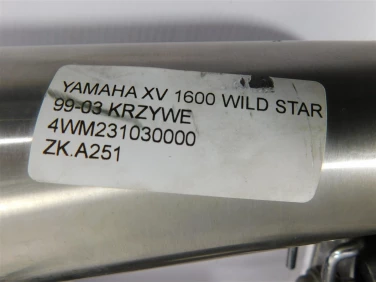 YAMAHA XV 1600 WILD STAR
99-03 KRZYWE
4WM231030000
ZK.A251